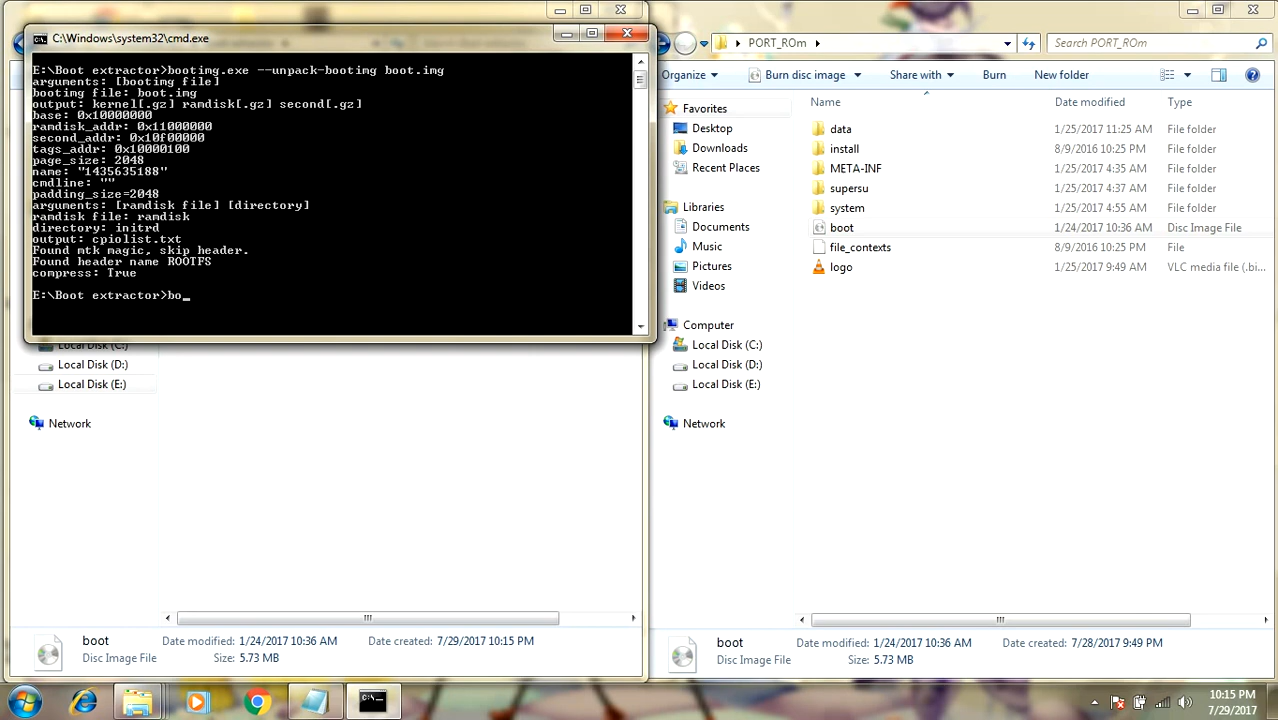 C:\Windows\system32\cmd.exe
E:\Boot extractor>bootimg.exe --unpack-bootimg boot.img
arguments: [bootimg file]
bootimg file: boot.img
output: kernel[.gz] ramdisk[.gz] second[.gz]
base: 0x10000000
ramdisk_addr: 0x11000000
second_addr: 0x10f00000
tags_addr: 0x10000100
page_size: 2048
name: "1435635188"
cmdline: ""
padding_size=2048
arguments: [ramdisk file] [directory]
ramdisk file: ramdisk
directory: initrd
output: cpiolist.txt
Found mtk magic, skip header.
Found header name ROOTFS
compress: True
E:\Boot extractor>bo_
Local Disk (C:)
Local Disk (D:)
Local Disk (E:)
Network
boot
Disc Image File
Date modified: 1/24/2017 10:36 AM
Size: 5.73 MB
Date created: 7/29/2017 10:15 PM
PORT_ROm
Search PORT_ROm
Organize
Burn disc image
Share with
Burn
New folder
Favorites
Desktop
Downloads
Recent Places
Libraries
Documents
Music
Pictures
Videos
Computer
Local Disk (C:)
Local Disk (D:)
Local Disk (E:)
Network
Name Date modified Type
data 1/25/2017 11:25 AM File folder
install 8/9/2016 10:25 PM File folder
META-INF 1/25/2017 4:35 AM File folder
supersu 1/25/2017 4:37 AM File folder
system 1/25/2017 4:55 AM File folder
boot 1/24/2017 10:36 AM Disc Image File
file_contexts 8/9/2016 10:25 PM File
logo 1/25/2017 9:49 AM VLC media file (.bi...
boot
Disc Image File
Date modified: 1/24/2017 10:36 AM
Size: 5.73 MB
Date created: 7/28/2017 9:49 PM
10:15 PM
7/29/2017